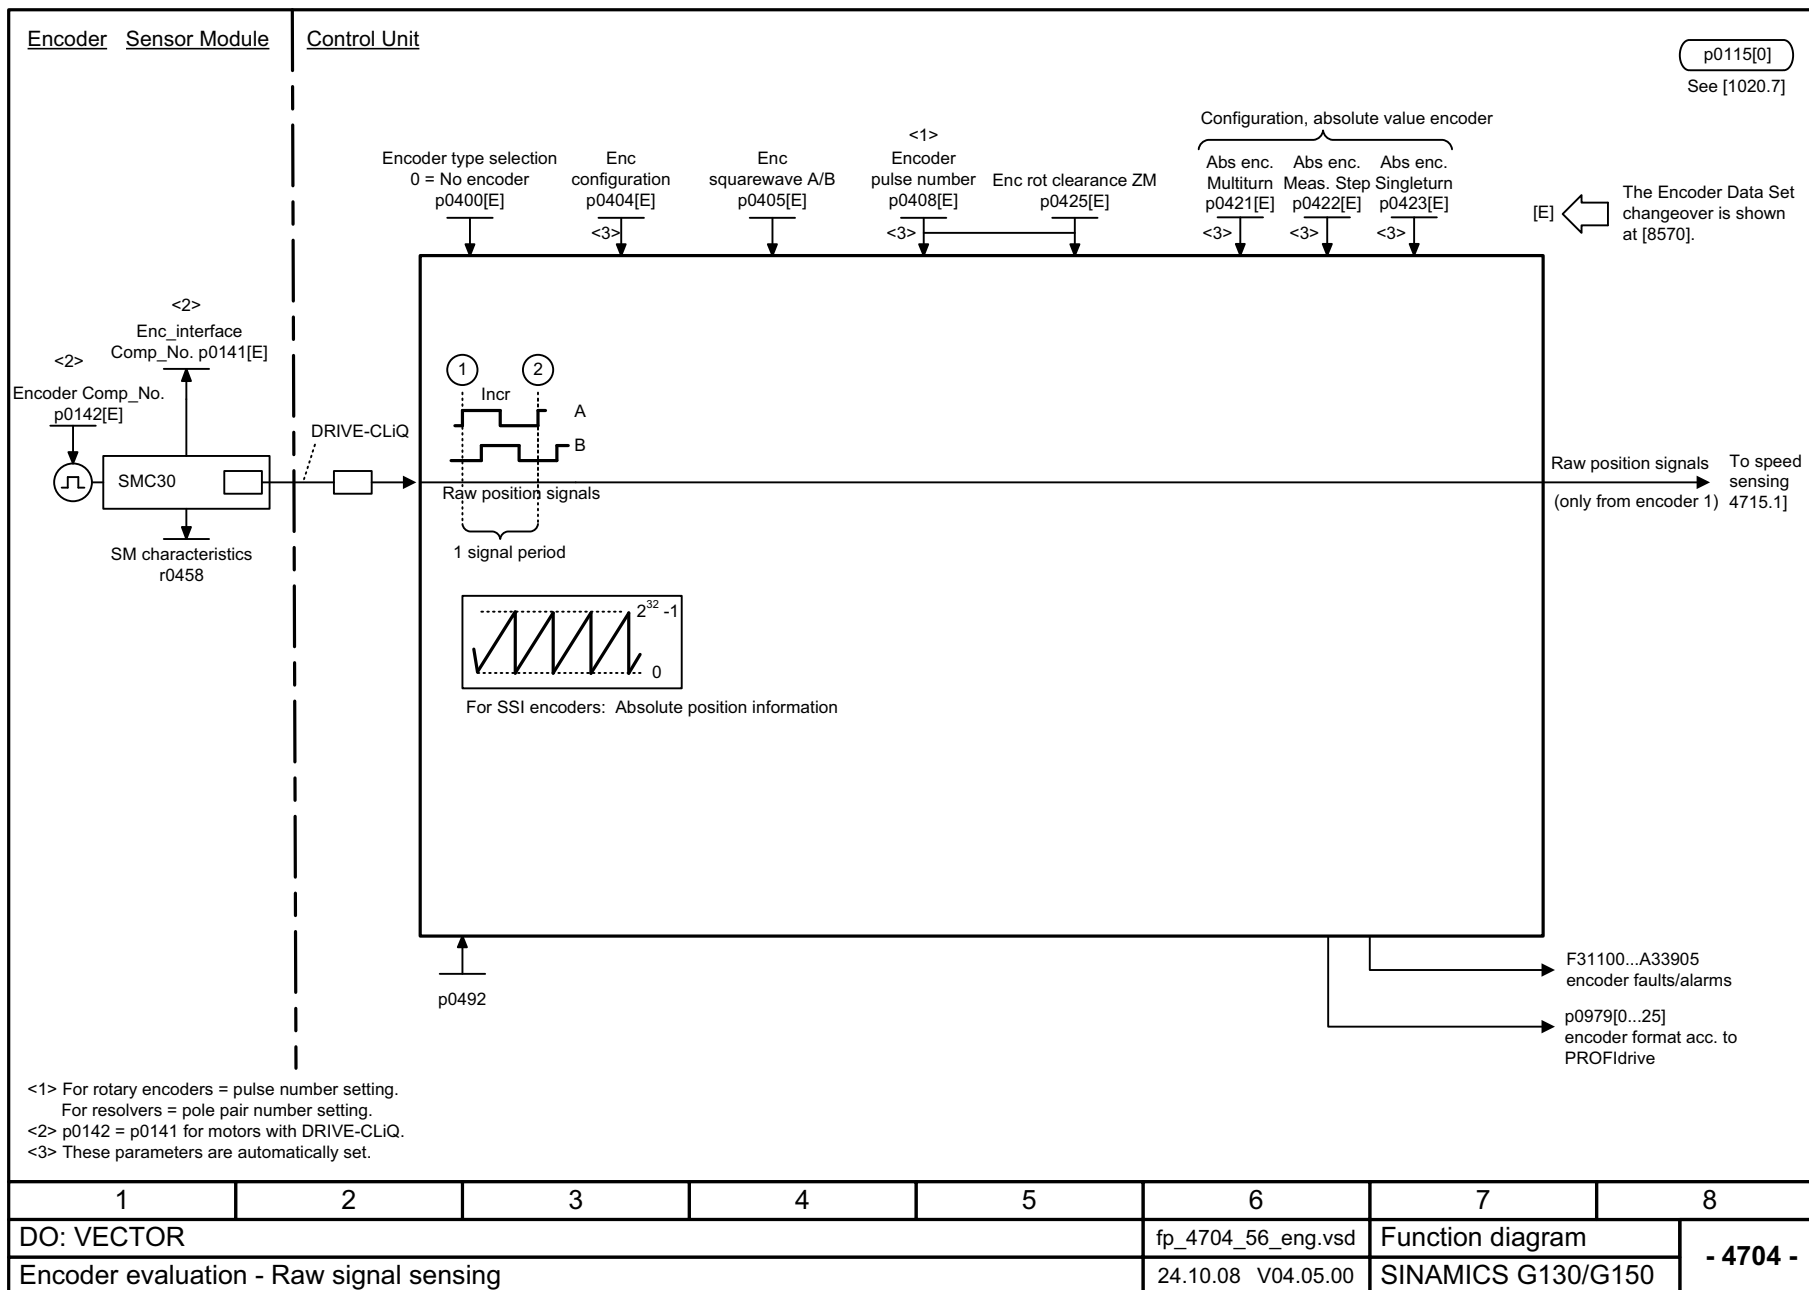 Encoder Sensor Module Control Unit
p0115[0]
See [1020.7]
Configuration, absolute value encoder
Encoder type selection
0 = No encoder
p0400[E]
Enc
configuration
p0404[E]
<3>
Enc
squarewave A/B
p0405[E]
<1>
Encoder
pulse number
p0408[E]
<3>
Enc rot clearance ZM
p0425[E]
Abs enc.
Multiturn
p0421[E]
<3>
Abs enc.
Meas. Step
p0422[E]
<3>
Abs enc.
Singleturn
p0423[E]
<3>
[E]
The Encoder Data Set
changeover is shown
at [8570].
<2>
Enc_interface
Comp_No. p0141[E]
<2>
Encoder Comp_No.
p0142[E]
SMC30
SM characteristics
r0458
DRIVE-CLiQ
1 2
Incr
A
B
Raw position signals
1 signal period
2³² -1
0
For SSI encoders: Absolute position information
Raw position signals
(only from encoder 1)
To speed
sensing
4715.1]
p0492
F31100...A33905
encoder faults/alarms
p0979[0...25]
encoder format acc. to
PROFIdrive
<1> For rotary encoders = pulse number setting.
For resolvers = pole pair number setting.
<2> p0142 = p0141 for motors with DRIVE-CLiQ.
<3> These parameters are automatically set.
1 2 3 4 5 6 7 8
DO: VECTOR fp_4704_56_eng.vsd Function diagram - 4704 -
Encoder evaluation - Raw signal sensing 24.10.08 V04.05.00 SINAMICS G130/G150